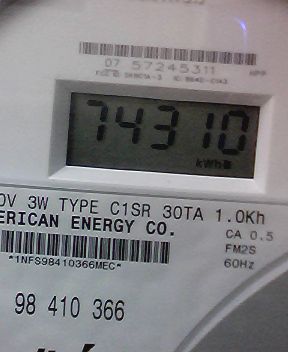 07 57245311
74310
kWh
0V 3W TYPE C1SR 30TA 1.0Kh
ERICAN ENERGY CO.
CA 0.5
*1NFS98410366MEC*
FM2S
60Hz
98 410 366